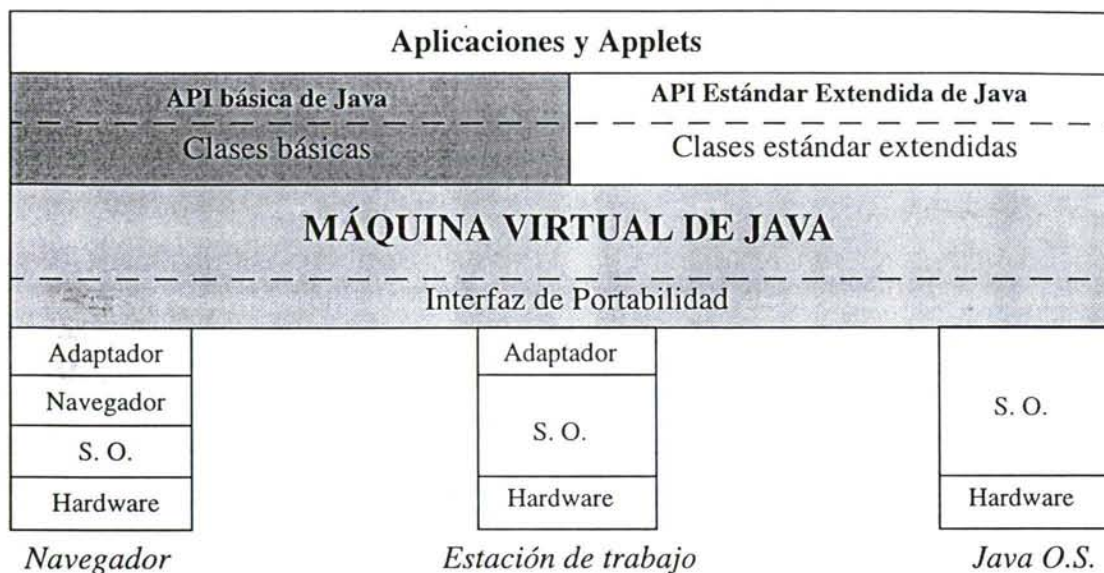 Aplicaciones y Applets
API básica de Java
Clases básicas
API Estándar Extendida de Java
Clases estándar extendidas
MÁQUINA VIRTUAL DE JAVA
Interfaz de Portabilidad
Adaptador
Navegador
S. O.
Hardware
Navegador
Adaptador
S. O.
Hardware
Estación de trabajo
S. O.
Hardware
Java O.S.